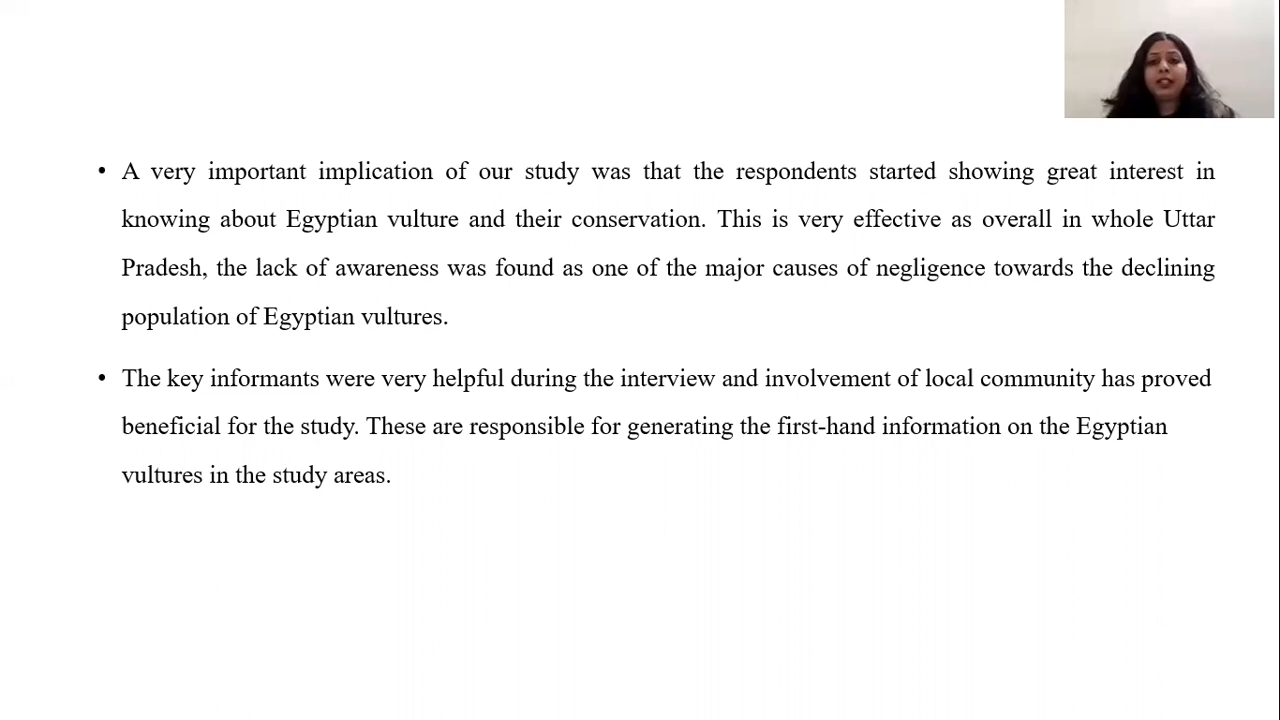 • A very important implication of our study was that the respondents started showing great interest in
knowing about Egyptian vulture and their conservation. This is very effective as overall in whole Uttar
Pradesh, the lack of awareness was found as one of the major causes of negligence towards the declining
population of Egyptian vultures.
• The key informants were very helpful during the interview and involvement of local community has proved
beneficial for the study. These are responsible for generating the first-hand information on the Egyptian
vultures in the study areas.